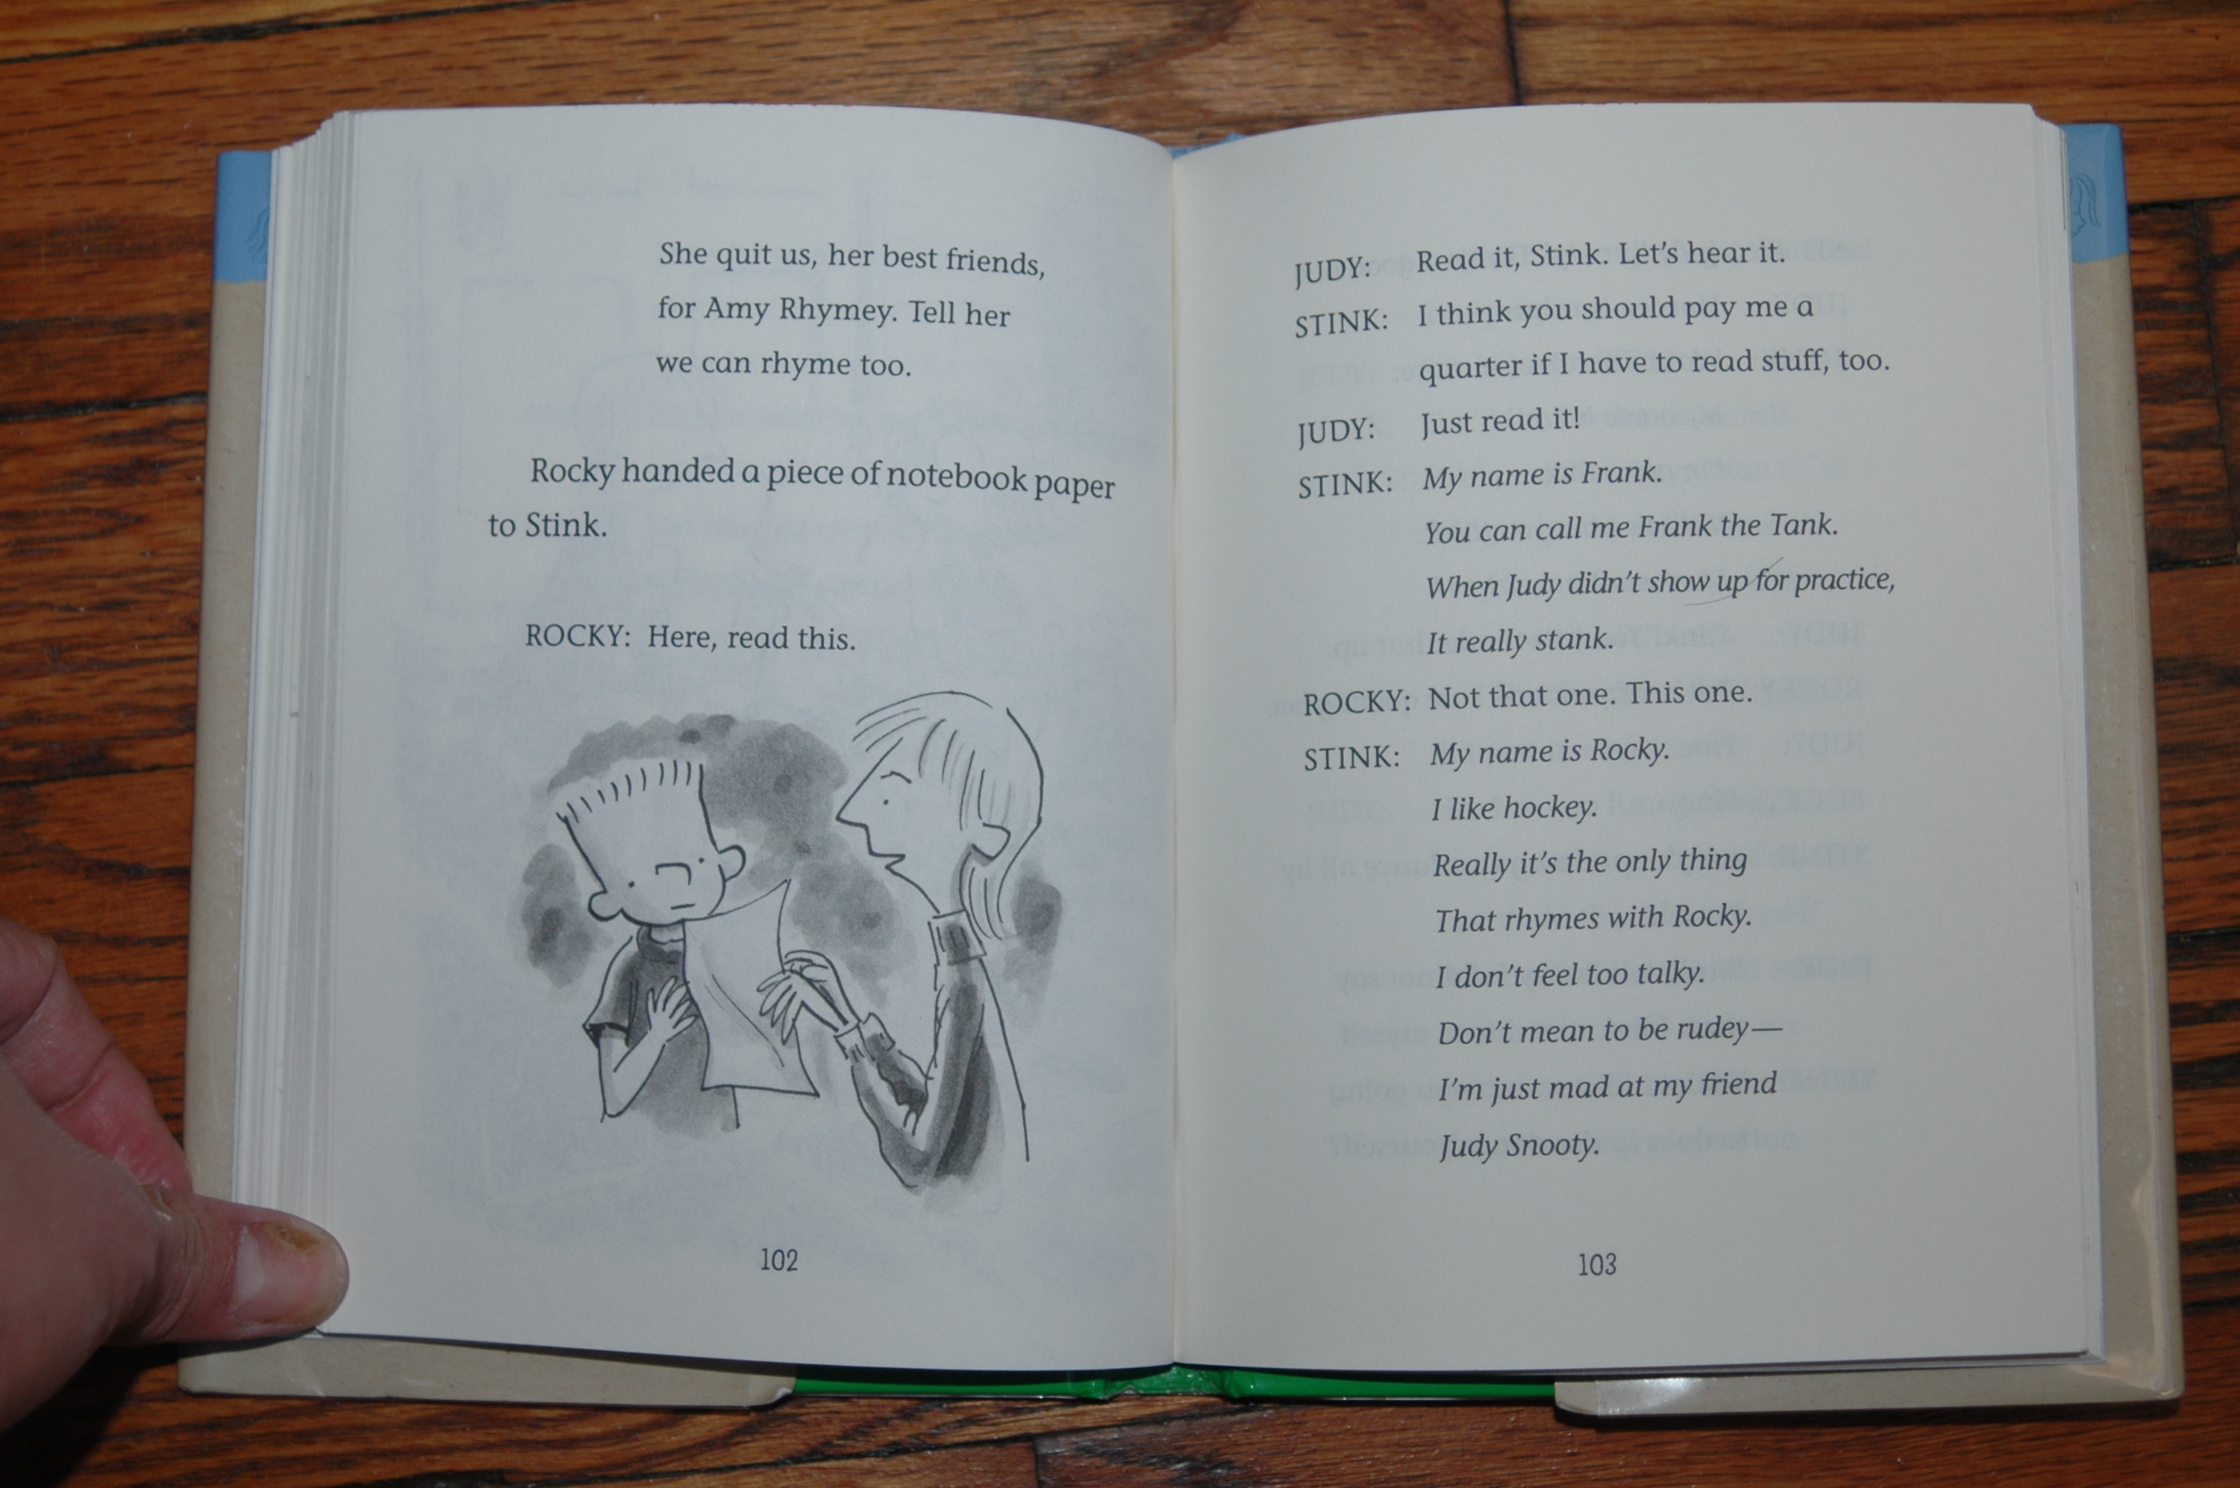 She quit us, her best friends,
for Amy Rhymey. Tell her
we can rhyme too.
Rocky handed a piece of notebook paper
to Stink.
ROCKY: Here, read this.
102
JUDY: Read it, Stink. Let's hear it.
STINK: I think you should pay me a
quarter if I have to read stuff, too.
JUDY: Just read it!
STINK: My name is Frank.
You can call me Frank the Tank.
When Judy didn't show up for practice,
It really stank.
ROCKY: Not that one. This one.
STINK: My name is Rocky.
I like hockey.
Really it's the only thing
That rhymes with Rocky.
I don't feel too talky.
Don't mean to be rudey—
I'm just mad at my friend
Judy Snooty.
103